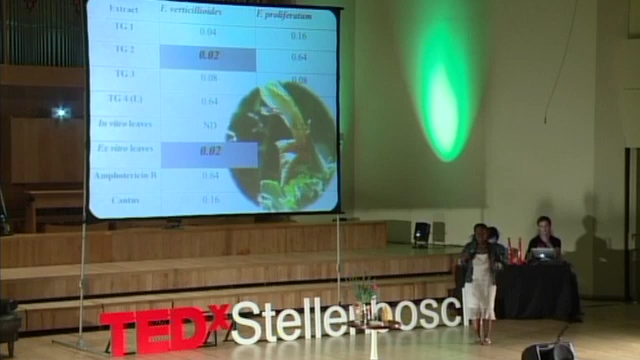 Extract F. verticillioides F. proliferatum
TG 1 0.04 0.16
TG 2 0.02 0.64
TG 3 0.08 0.08
TG 4 (L) 0.64
In vitro leaves ND
Ex vitro leaves 0.02
Amphotericin B 0.64
Cantus 0.16
TEDx Stellenbosch